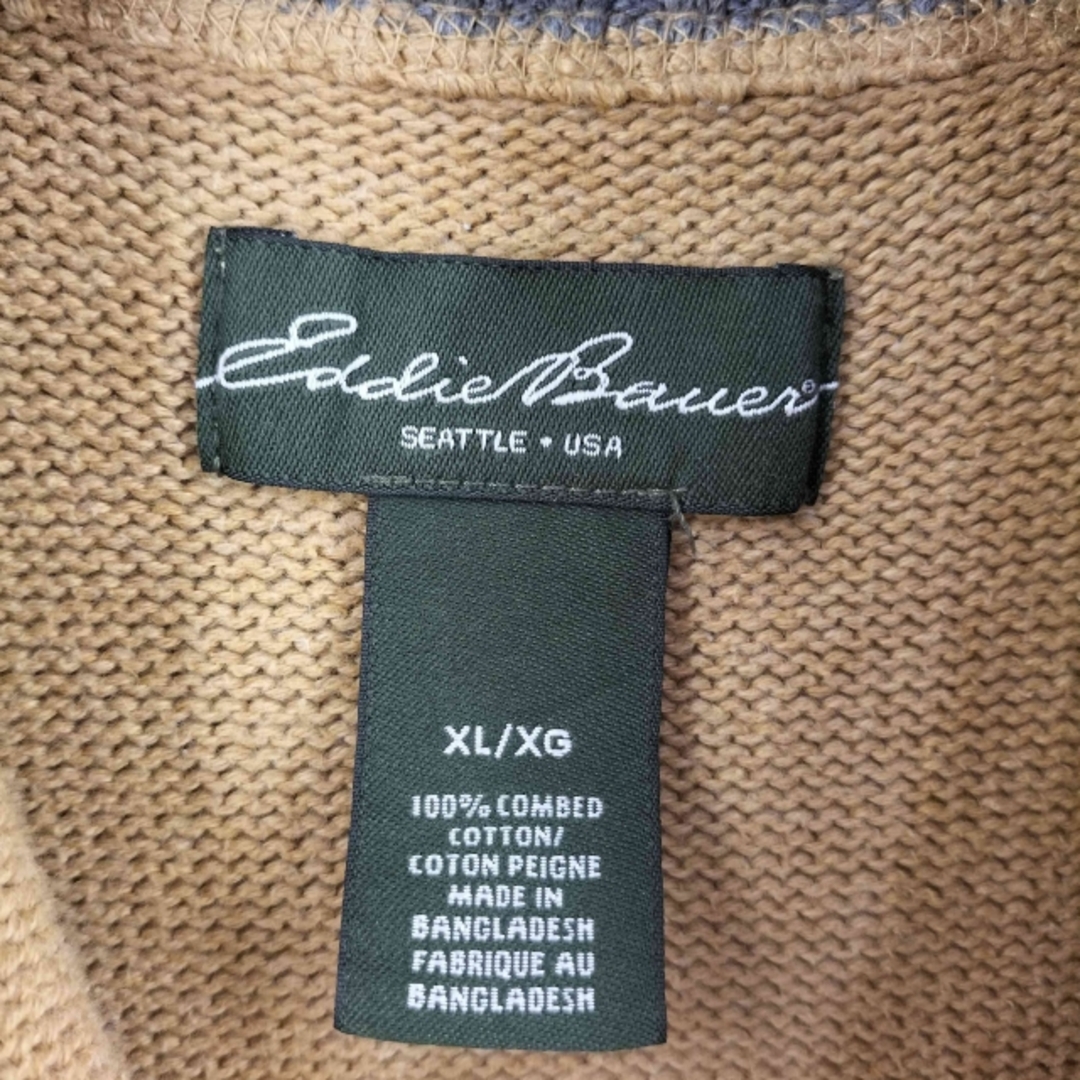 Eddie Bauer®
SEATTLE • USA
XL/XG
100% COMBED
COTTON/
COTON PEIGNE
MADE IN
BANGLADESH
FABRIQUE AU
BANGLADESH